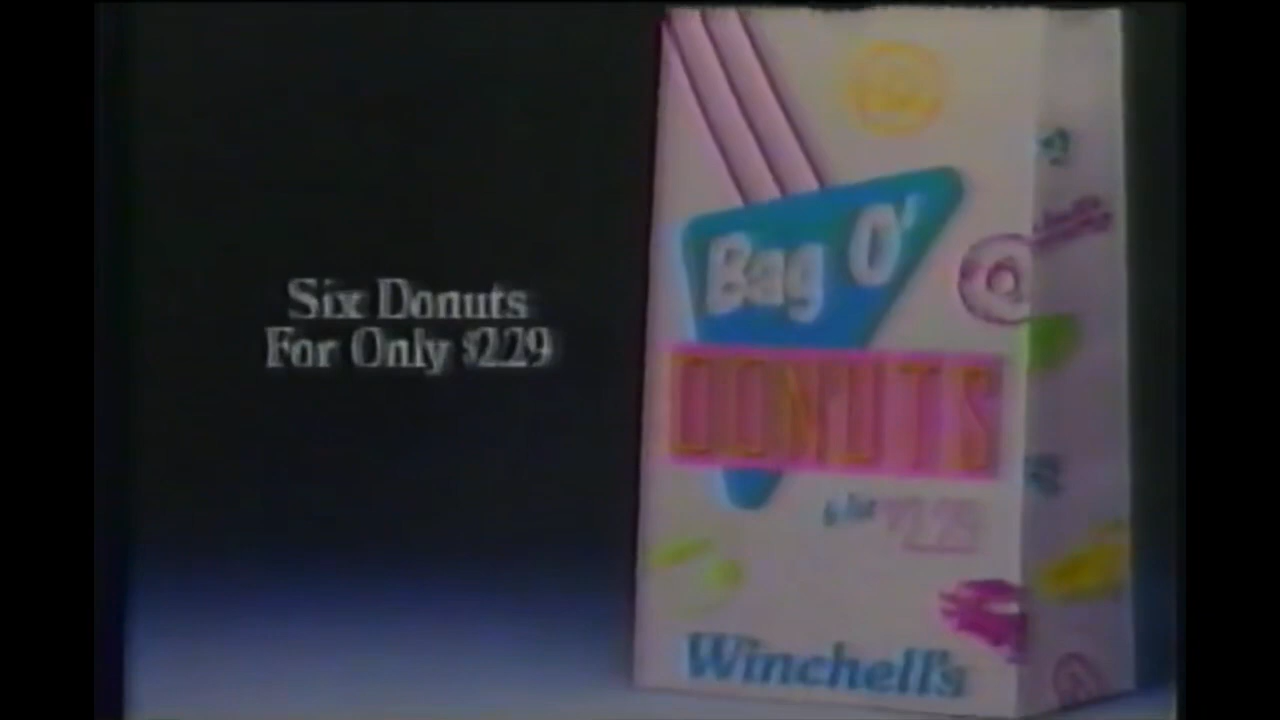 Six Donuts
For Only $2.29
Bag O'
DONUTS
Winchell's